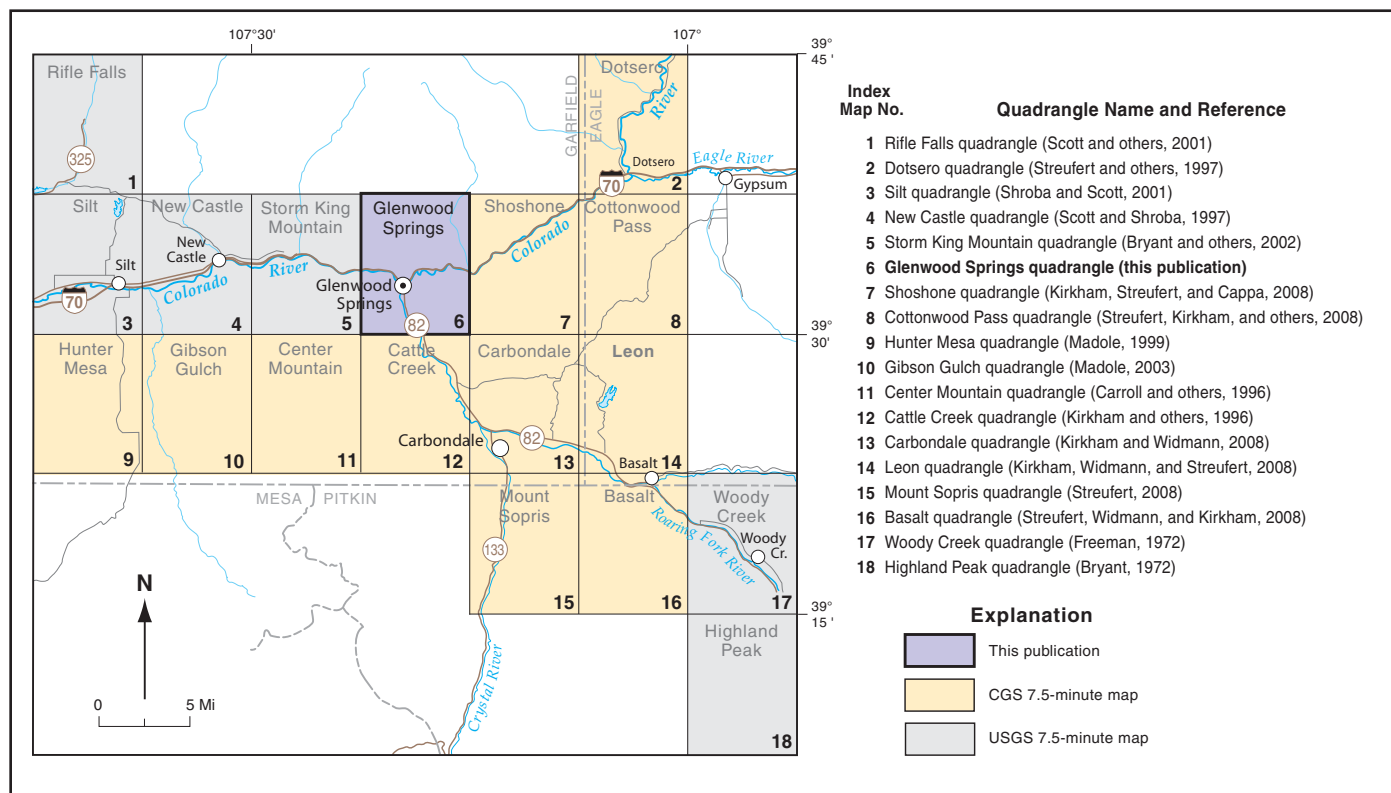 107°30'
107°
39°
45 '
Rifle Falls
Dotsero
GARFIELD
EAGLE
River
325
Dotsero
Eagle River
1
70
2
Gypsum
Silt
New Castle
Storm King
Mountain
Glenwood
Springs
Shoshone
Cottonwood
Pass
New
Castle
Silt
Colorado
River
Colorado
Glenwood
Springs
70
82
3
4
5
6
7
8
39°
30 '
Hunter
Mesa
Gibson
Gulch
Center
Mountain
Cattle
Creek
Carbondale
Leon
Carbondale
82
Basalt
9
10
11
12
13
14
MESA
PITKIN
Mount
Sopris
Basalt
Woody
Creek
Roaring Fork River
Woody
Cr.
133
N
15
16
17
39°
15 '
Highland
Peak
Crystal River
0
5 Mi
18
Index
Map No.
Quadrangle Name and Reference
1 Rifle Falls quadrangle (Scott and others, 2001)
2 Dotsero quadrangle (Streufert and others, 1997)
3 Silt quadrangle (Shroba and Scott, 2001)
4 New Castle quadrangle (Scott and Shroba, 1997)
5 Storm King Mountain quadrangle (Bryant and others, 2002)
6 Glenwood Springs quadrangle (this publication)
7 Shoshone quadrangle (Kirkham, Streufert, and Cappa, 2008)
8 Cottonwood Pass quadrangle (Streufert, Kirkham, and others, 2008)
9 Hunter Mesa quadrangle (Madole, 1999)
10 Gibson Gulch quadrangle (Madole, 2003)
11 Center Mountain quadrangle (Carroll and others, 1996)
12 Cattle Creek quadrangle (Kirkham and others, 1996)
13 Carbondale quadrangle (Kirkham and Widmann, 2008)
14 Leon quadrangle (Kirkham, Widmann, and Streufert, 2008)
15 Mount Sopris quadrangle (Streufert, 2008)
16 Basalt quadrangle (Streufert, Widmann, and Kirkham, 2008)
17 Woody Creek quadrangle (Freeman, 1972)
18 Highland Peak quadrangle (Bryant, 1972)
Explanation
This publication
CGS 7.5-minute map
USGS 7.5-minute map